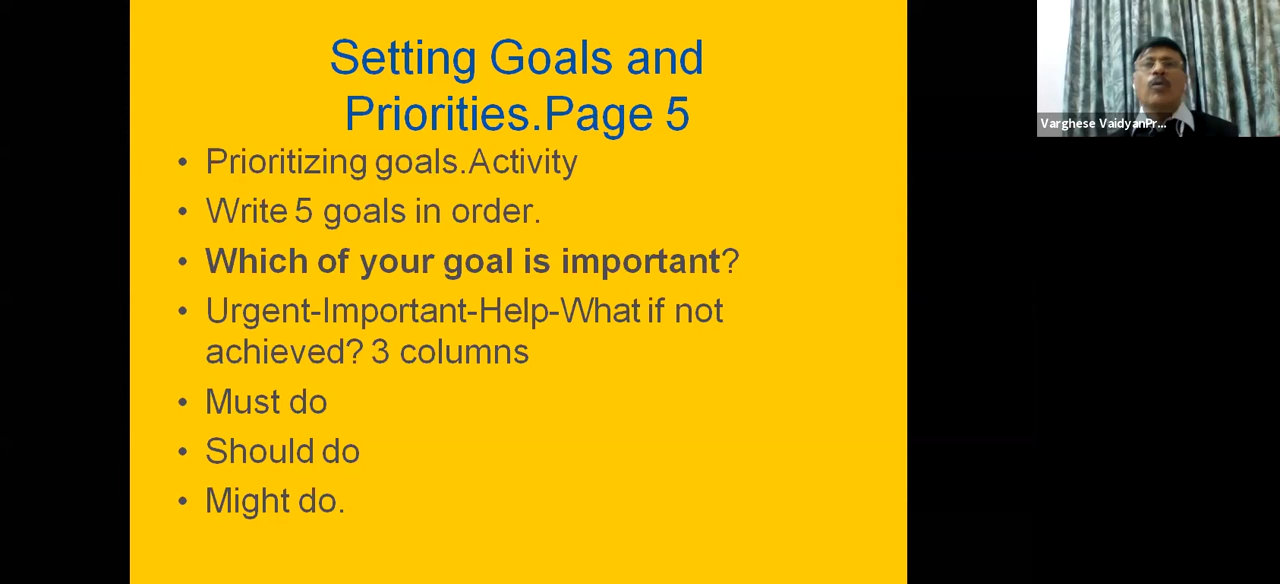 Setting Goals and
Priorities.Page 5
• Prioritizing goals.Activity
• Write 5 goals in order.
• Which of your goal is important?
• Urgent-Important-Help-What if not
achieved? 3 columns
• Must do
• Should do
• Might do.
Varghese VaidyanPr...